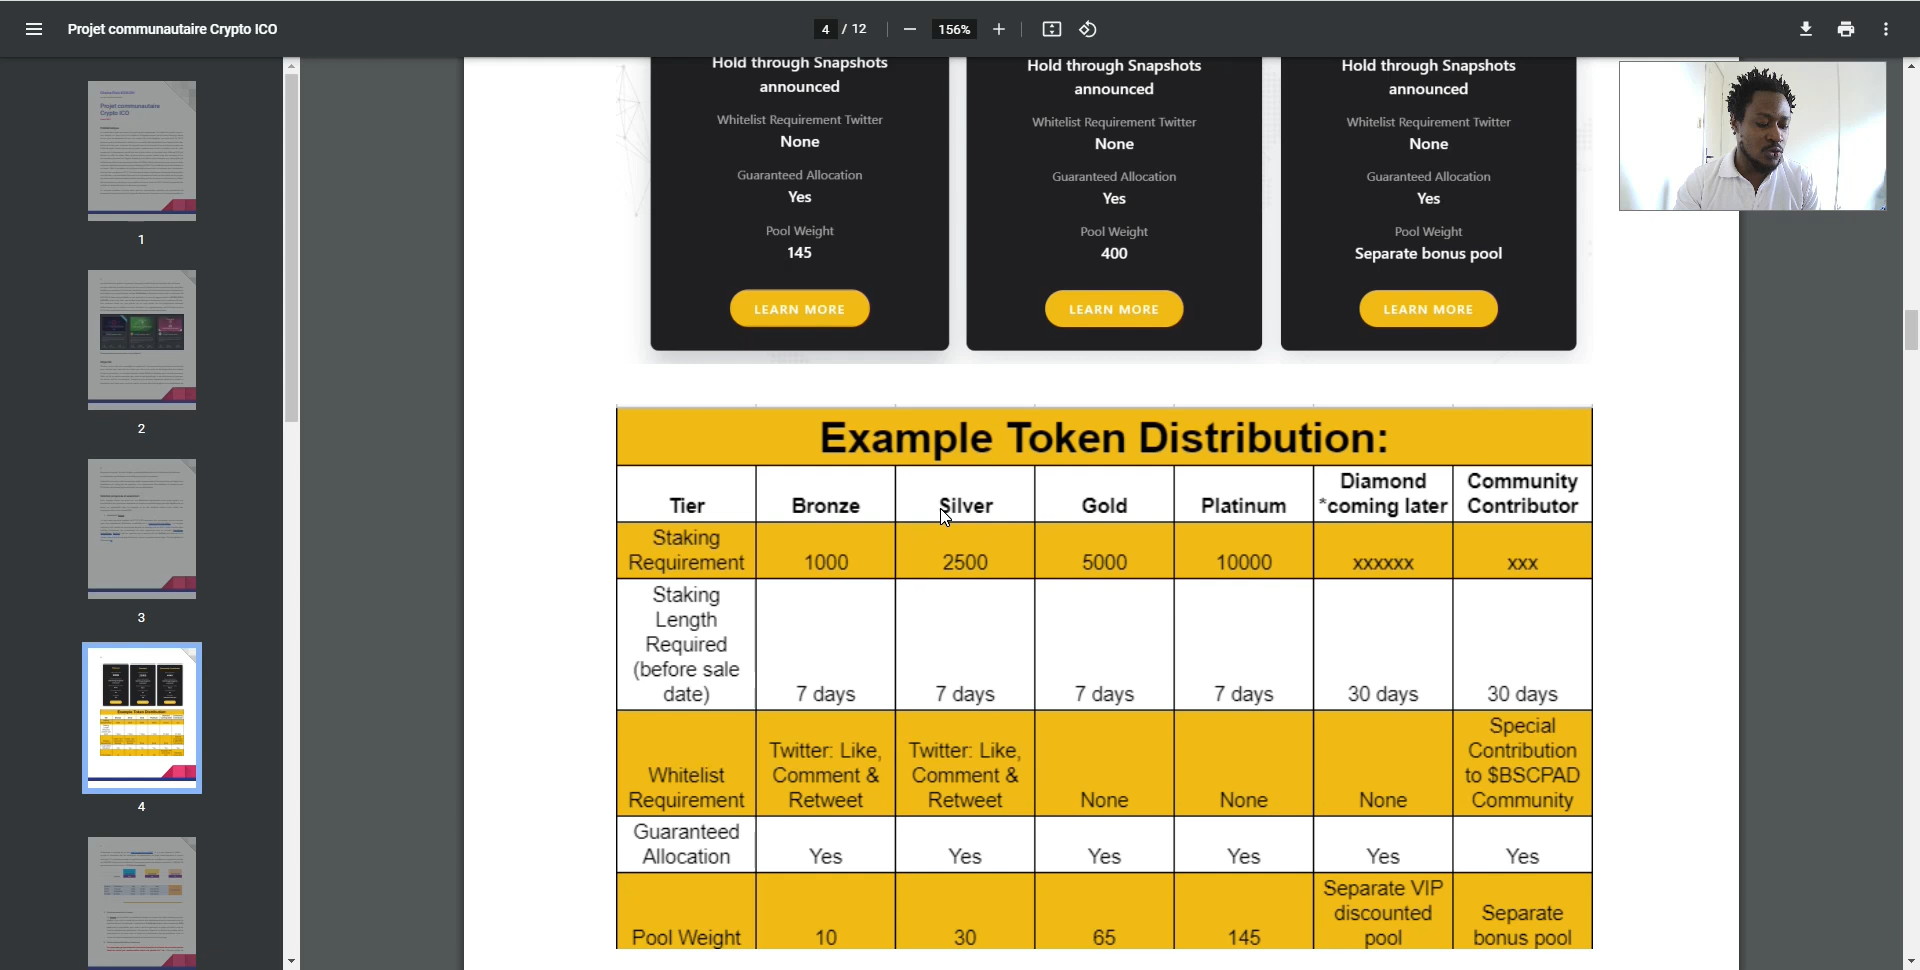 Projet communautaire Crypto ICO
4 / 12
156%
Hold through Snapshots
announced
Whitelist Requirement Twitter
None
Guaranteed Allocation
Yes
Pool Weight
145
LEARN MORE
Hold through Snapshots
announced
Whitelist Requirement Twitter
None
Guaranteed Allocation
Yes
Pool Weight
400
LEARN MORE
Hold through Snapshots
announced
Whitelist Requirement Twitter
None
Guaranteed Allocation
Yes
Pool Weight
Separate bonus pool
LEARN MORE
Projet communautaire
Crypto ICO
1
2
3
4
Example Token Distribution:
Tier Bronze Silver Gold Platinum Diamond *coming later Community Contributor
Staking Requirement 1000 2500 5000 10000 xxxxxx xxx
Staking Length Required (before sale date) 7 days 7 days 7 days 7 days 30 days 30 days
Whitelist Requirement Twitter: Like, Comment & Retweet Twitter: Like, Comment & Retweet None None None Special Contribution to $BSCPAD Community
Guaranteed Allocation Yes Yes Yes Yes Yes Yes
Pool Weight 10 30 65 145 Separate VIP discounted pool Separate bonus pool